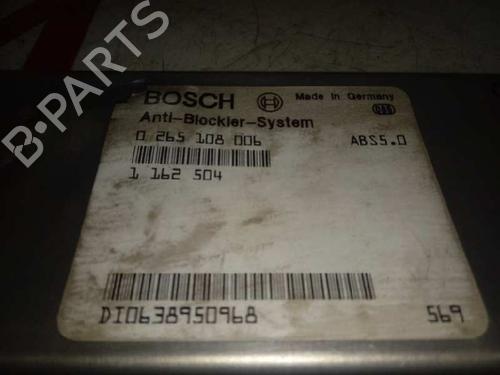 B-PARTS
BOSCH Made in Germany
Anti-Blockier-System
0 265 108 006 ABS5.0
1 162 504
DI0638950968 569